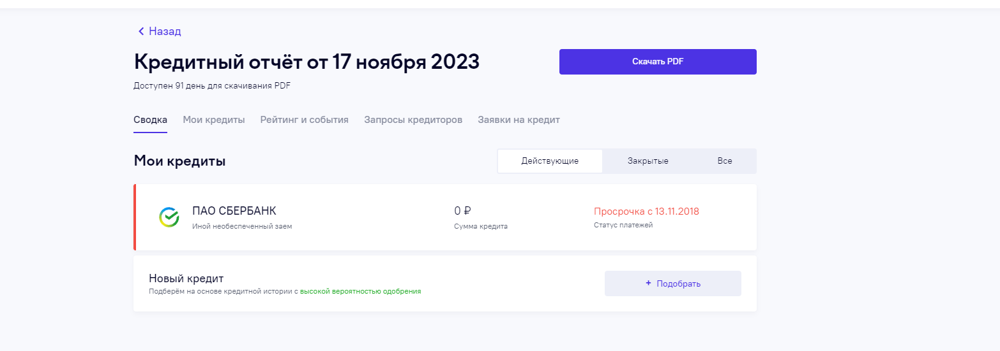 Назад
Кредитный отчёт от 17 ноября 2023
Скачать PDF
Доступен 91 день для скачивания PDF
Сводка Мои кредиты Рейтинг и события Запросы кредиторов Заявки на кредит
Мои кредиты
Действующие Закрытые Все
ПАО СБЕРБАНК 0 ₽ Просрочка с 13.11.2018
Иной необеспеченный заем Сумма кредита Статус платежей
Новый кредит
Подберём на основе кредитной истории с высокой вероятностью одобрения
+ Подобрать